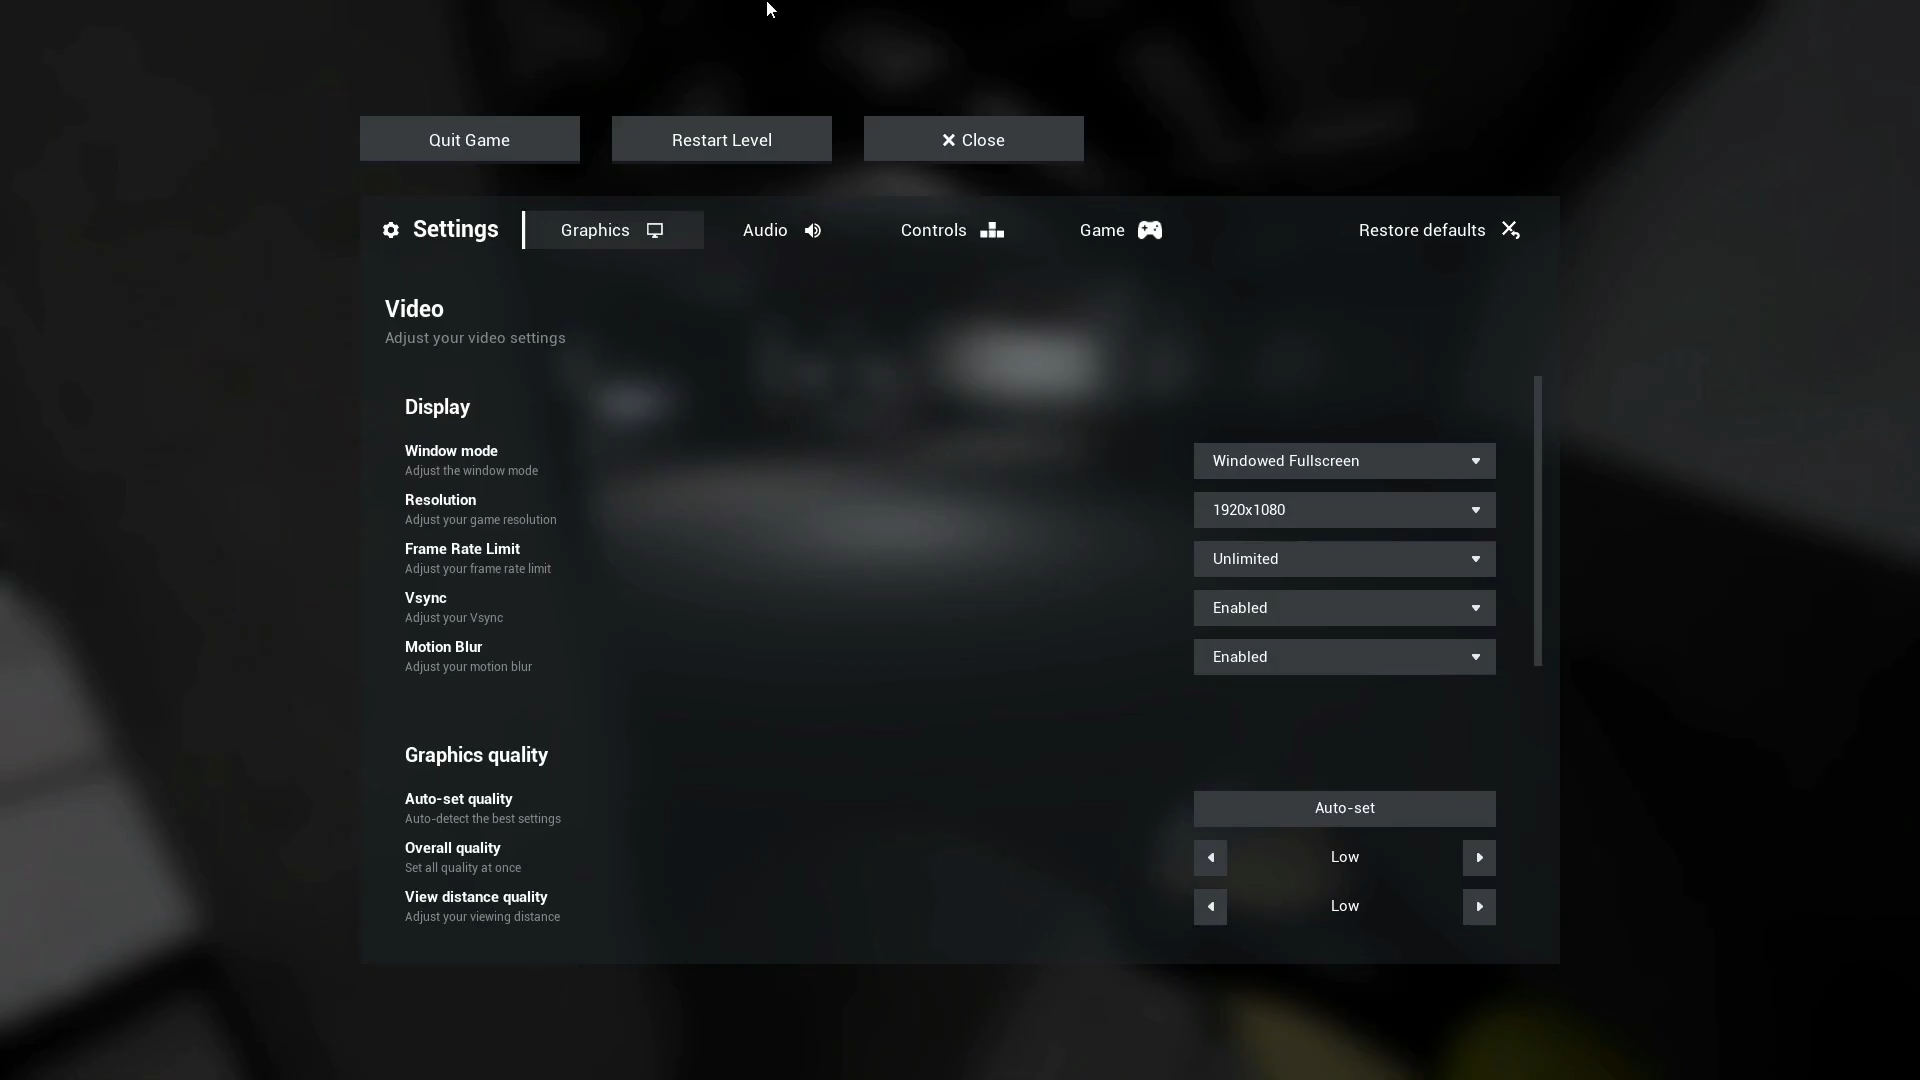 Quit Game
Restart Level
Close
Settings
Graphics
Audio
Controls
Game
Restore defaults
Video
Adjust your video settings
Display
Window mode
Adjust the window mode
Windowed Fullscreen
Resolution
Adjust your game resolution
1920x1080
Frame Rate Limit
Adjust your frame rate limit
Unlimited
Vsync
Adjust your Vsync
Enabled
Motion Blur
Adjust your motion blur
Enabled
Graphics quality
Auto-set quality
Auto-detect the best settings
Auto-set
Overall quality
Set all quality at once
Low
View distance quality
Adjust your viewing distance
Low